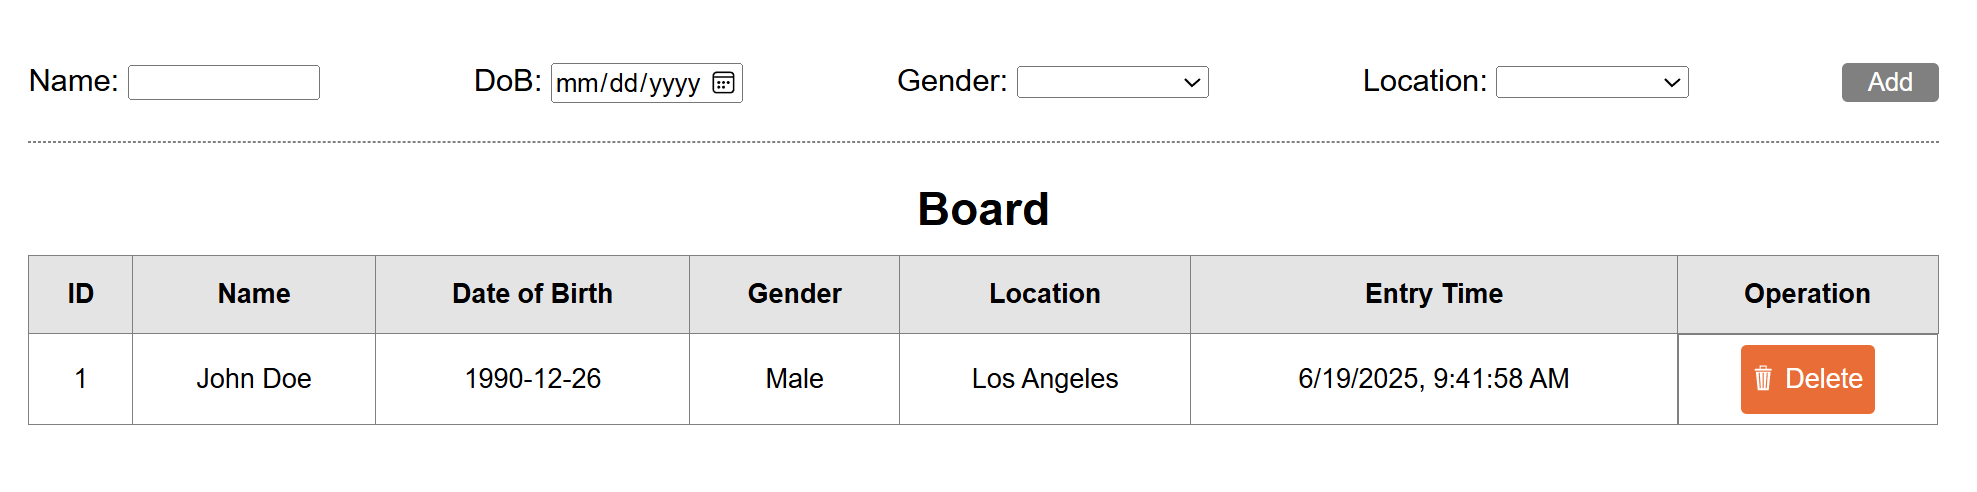 Name: DoB: mm/dd/yyyy Gender: Location: Add
Board
ID Name Date of Birth Gender Location Entry Time Operation
1 John Doe 1990-12-26 Male Los Angeles 6/19/2025, 9:41:58 AM Delete